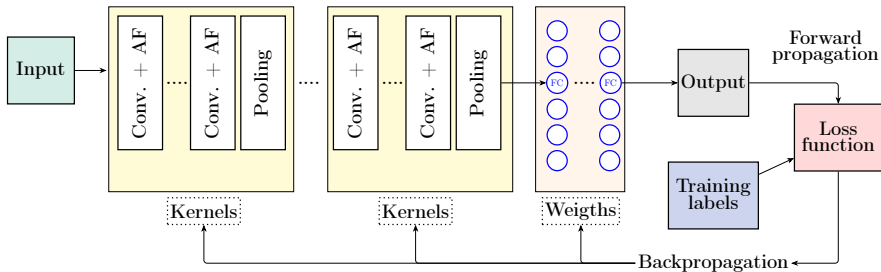 Input
Conv. + AF
Conv. + AF
Pooling
Conv. + AF
Conv. + AF
Pooling
FC
FC
Output
Forward
propagation
Loss
function
Training
labels
Kernels
Kernels
Weigths
Backpropagation